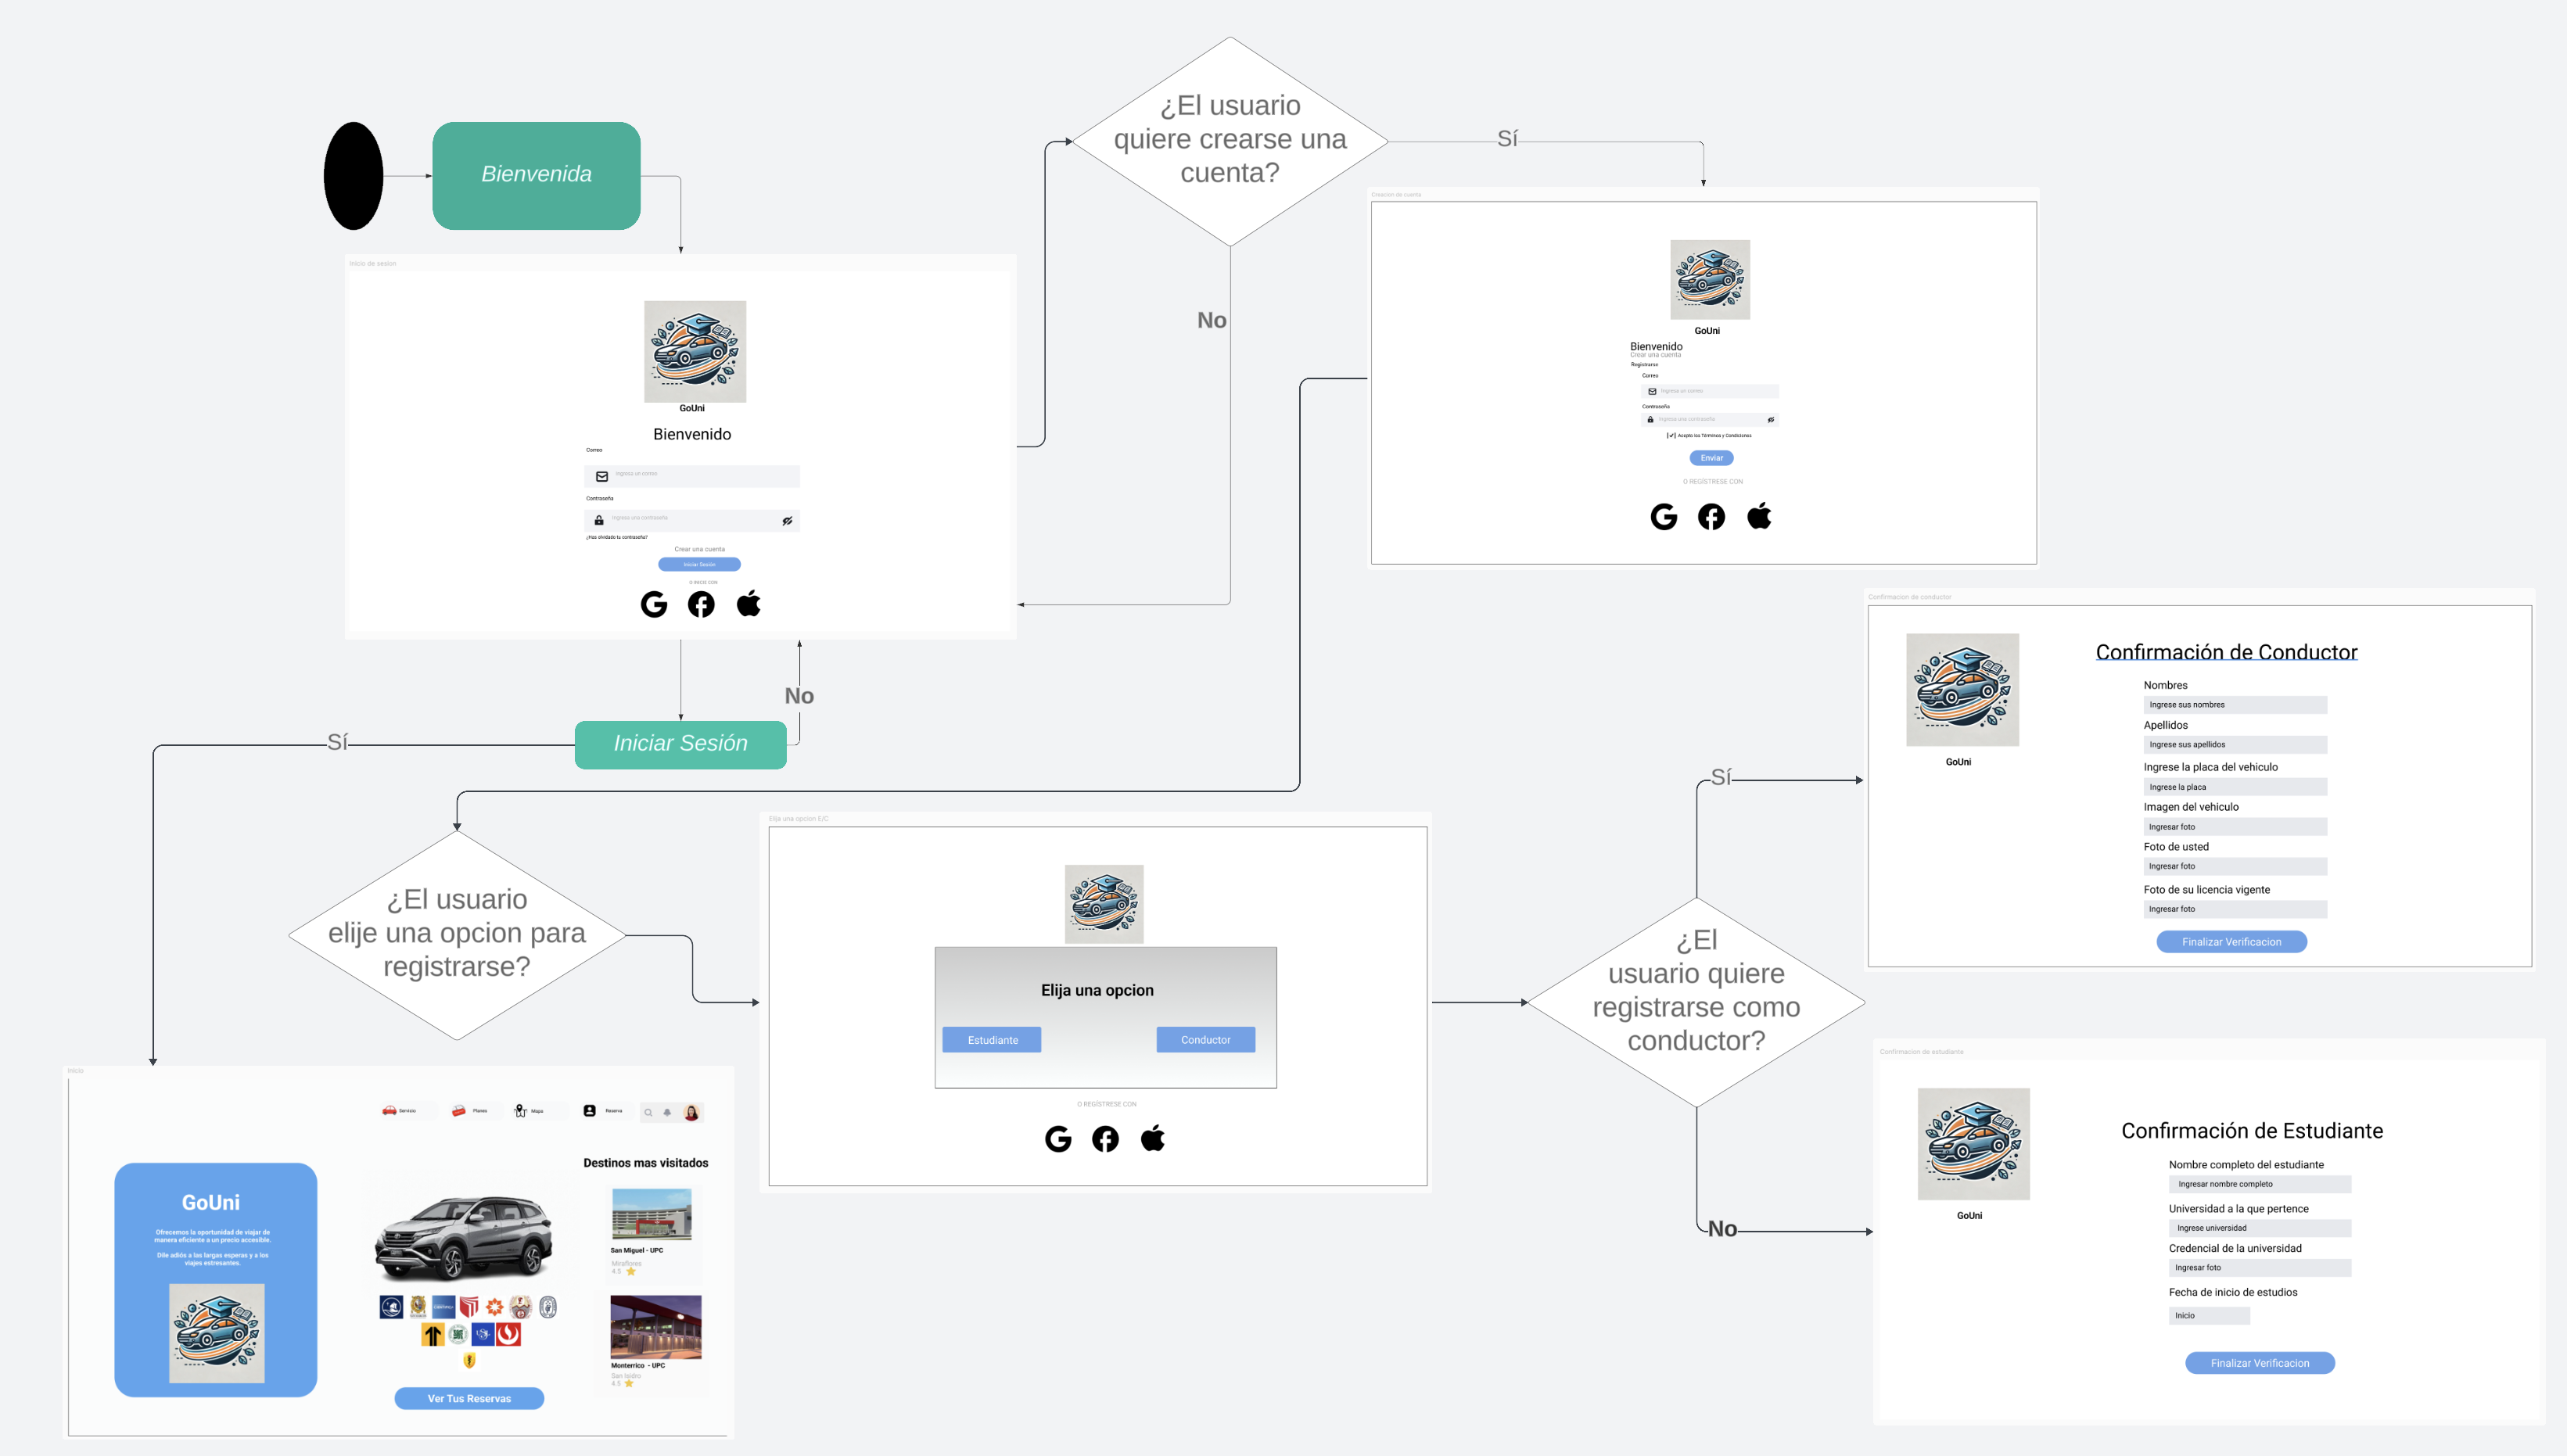 ¿El usuario
quiere crearse una
cuenta?
Sí
No
Bienvenida
Inicio de sesion
GoUni
Bienvenido
Correo
Ingrese un correo
Contraseña
Ingrese una contraseña
¿Has olvidado tu contraseña?
Crear una cuenta
Iniciar Sesión
O INICIE CON
No
Iniciar Sesión
Sí
Creacion de cuenta
GoUni
Bienvenido
Crear una cuenta
Registrarse
Correo
Ingrese un correo
Contraseña
Ingrese una contraseña
Acepto los Términos y Condiciones
Enviar
O REGÍSTRESE CON
¿El usuario
elije una opcion para
registrarse?
Elija una opcion E/C
Elija una opcion
Estudiante
Conductor
O REGÍSTRESE CON
¿El
usuario quiere
registrarse como
conductor?
Sí
No
Confirmacion de conductor
GoUni
Confirmación de Conductor
Nombres
Ingrese sus nombres
Apellidos
Ingrese sus apellidos
Ingrese la placa del vehiculo
Ingrese la placa
Imagen del vehiculo
Ingresar foto
Foto de usted
Ingresar foto
Foto de su licencia vigente
Ingresar foto
Finalizar Verificacion
Confirmacion de estudiante
GoUni
Confirmación de Estudiante
Nombre completo del estudiante
Ingresar nombre completo
Universidad a la que pertence
Ingrese universidad
Credencial de la universidad
Ingresar foto
Fecha de inicio de estudios
Inicio
Finalizar Verificacion
Inicio
Servicio
Planes
Mapa
Reserva
GoUni
Ofrecemos la oportunidad de viajar de
manera eficiente a un precio accesible.
Dile adiós a las largas esperas y a los
viajes estresantes.
Ver Tus Reservas
Destinos mas visitados
San Miguel - UPC
Miraflores
4.5
Monterrico - UPC
San Isidro
4.5